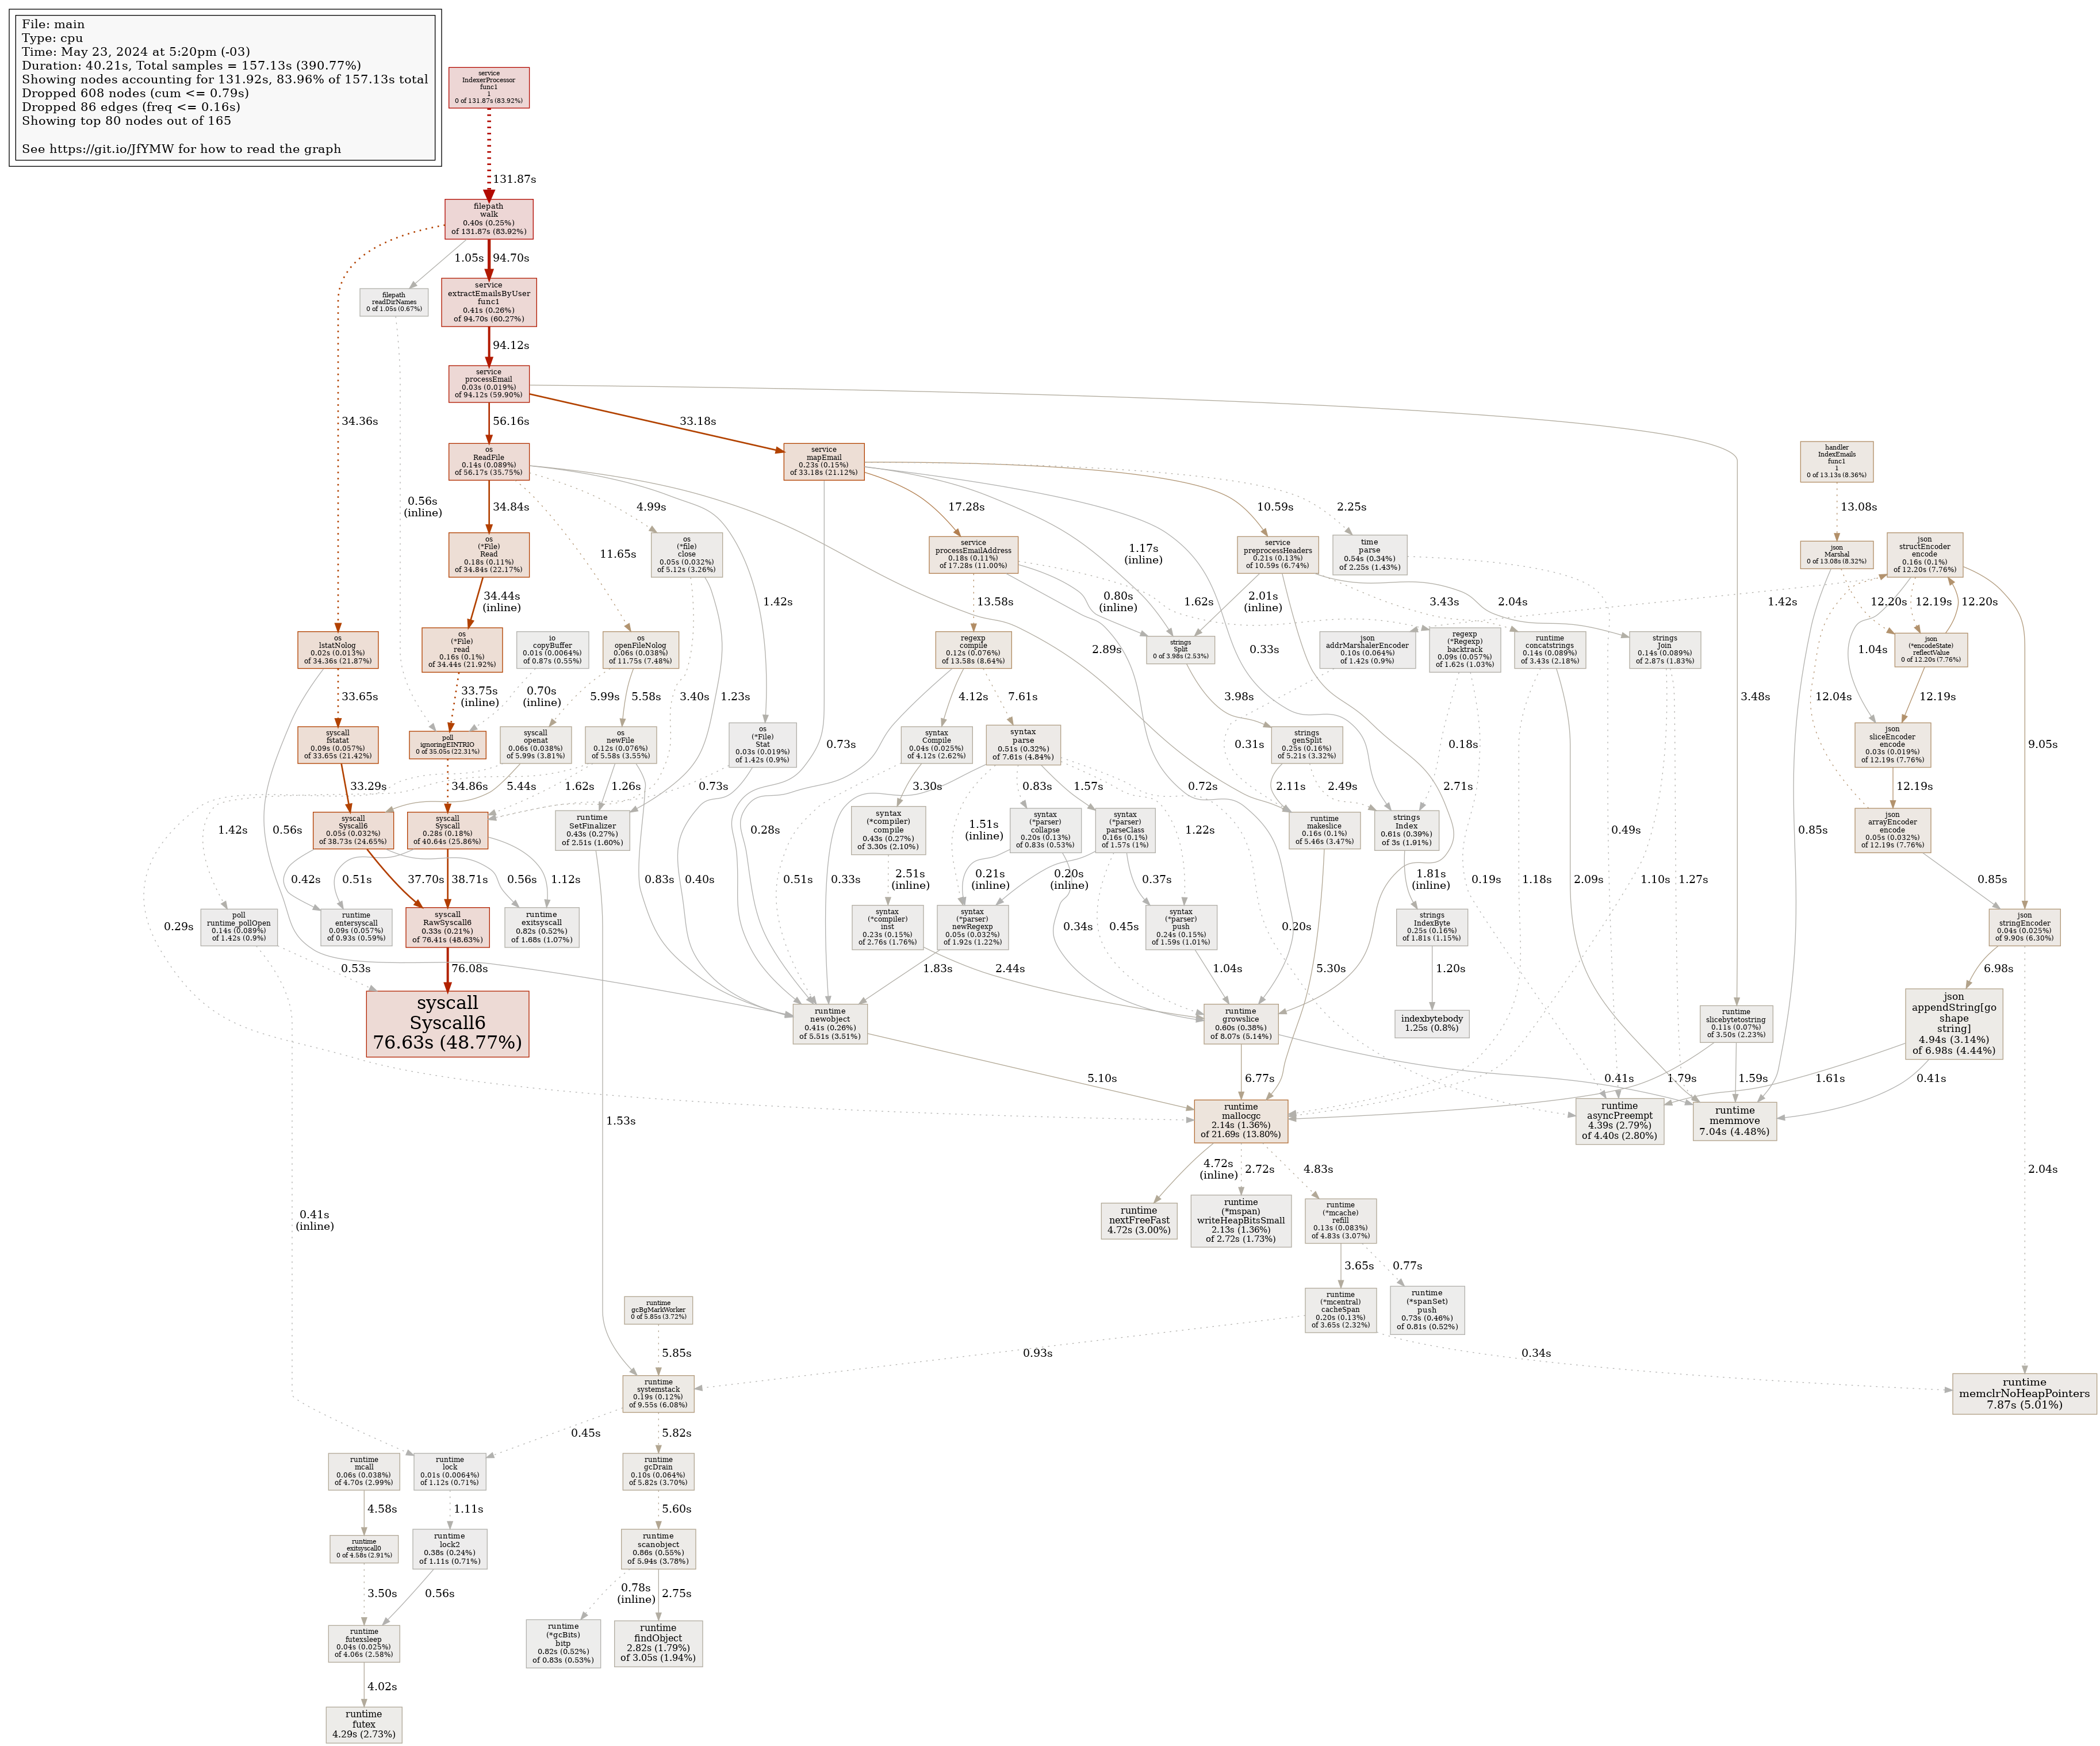 File: main
Type: cpu
Time: May 23, 2024 at 5:20pm (-03)
Duration: 40.21s, Total samples = 157.13s (390.77%)
Showing nodes accounting for 131.92s, 83.96% of 157.13s total
Dropped 608 nodes (cum <= 0.79s)
Dropped 86 edges (freq <= 0.16s)
Showing top 80 nodes out of 165
See https://git.io/JfYMW for how to read the graph
service
IndexerProcessor
func1
1
0 of 131.87s (83.92%)
131.87s
filepath
walk
0.40s (0.25%)
of 131.87s (83.92%)
1.05s
94.70s
filepath
readDirNames
0 of 1.05s (0.67%)
service
extractEmailsByUser
func1
0.41s (0.26%)
of 94.70s (60.27%)
94.12s
service
processEmail
0.03s (0.019%)
of 94.12s (59.90%)
34.36s
56.16s
33.18s
os
ReadFile
0.14s (0.089%)
of 56.17s (35.75%)
service
mapEmail
0.23s (0.15%)
of 33.18s (21.12%)
handler
IndexEmails
func1
1
0 of 13.13s (8.36%)
0.56s
(inline)
34.84s
4.99s
17.28s
10.59s
2.25s
13.08s
os
(*File)
Read
0.18s (0.11%)
of 34.84s (22.17%)
11.65s
os
(*file)
close
0.05s (0.032%)
of 5.12s (3.26%)
service
processEmailAddress
0.18s (0.11%)
of 17.28s (11.00%)
1.17s
(inline)
service
preprocessHeaders
0.21s (0.13%)
of 10.59s (6.74%)
time
parse
0.54s (0.34%)
of 2.25s (1.43%)
json
Marshal
0 of 13.08s (8.32%)
json
structEncoder
encode
0.16s (0.1%)
of 12.20s (7.76%)
34.44s
(inline)
1.42s
13.58s
0.80s
(inline)
1.62s
2.01s
(inline)
3.43s
2.04s
1.42s
12.20s
12.19s
12.20s
os
lstatNolog
0.02s (0.013%)
of 34.36s (21.87%)
os
(*File)
read
0.16s (0.1%)
of 34.44s (21.92%)
io
copyBuffer
0.01s (0.0064%)
of 0.87s (0.55%)
os
openFileNolog
0.06s (0.038%)
of 11.75s (7.48%)
2.89s
regexp
compile
0.12s (0.076%)
of 13.58s (8.64%)
strings
Split
0 of 3.98s (2.53%)
0.33s
json
addrMarshalerEncoder
0.10s (0.064%)
of 1.42s (0.9%)
regexp
(*Regexp)
backtrack
0.09s (0.057%)
of 1.62s (1.03%)
runtime
concatstrings
0.14s (0.089%)
of 3.43s (2.18%)
strings
Join
0.14s (0.089%)
of 2.87s (1.83%)
1.04s
json
(*encodeState)
reflectValue
0 of 12.20s (7.76%)
33.65s
33.75s
(inline)
0.70s
(inline)
5.99s
5.58s
3.40s
1.23s
4.12s
7.61s
3.98s
3.48s
12.04s
12.19s
syscall
fstatat
0.09s (0.057%)
of 33.65s (21.42%)
poll
ignoringEINTRIO
0 of 35.05s (22.31%)
syscall
openat
0.06s (0.038%)
of 5.99s (3.81%)
os
newFile
0.12s (0.076%)
of 5.58s (3.55%)
os
(*File)
Stat
0.03s (0.019%)
of 1.42s (0.9%)
0.73s
syntax
Compile
0.04s (0.025%)
of 4.12s (2.62%)
syntax
parse
0.51s (0.32%)
of 7.61s (4.84%)
strings
genSplit
0.25s (0.16%)
of 5.21s (3.32%)
0.31s
0.18s
json
sliceEncoder
encode
0.03s (0.019%)
of 12.19s (7.76%)
9.05s
33.29s
34.86s
5.44s
1.62s
1.26s
0.73s
3.30s
0.83s
1.57s
0.72s
2.11s
2.49s
2.71s
12.19s
1.42s
0.56s
syscall
Syscall6
0.05s (0.032%)
of 38.73s (24.65%)
syscall
Syscall
0.28s (0.18%)
of 40.64s (25.86%)
runtime
SetFinalizer
0.43s (0.27%)
of 2.51s (1.60%)
0.28s
syntax
(*compiler)
compile
0.43s (0.27%)
of 3.30s (2.10%)
1.51s
(inline)
syntax
(*parser)
collapse
0.20s (0.13%)
of 0.83s (0.53%)
syntax
(*parser)
parseClass
0.16s (0.1%)
of 1.57s (1%)
1.22s
runtime
makeslice
0.16s (0.1%)
of 5.46s (3.47%)
strings
Index
0.61s (0.39%)
of 3s (1.91%)
0.49s
0.85s
json
arrayEncoder
encode
0.05s (0.032%)
of 12.19s (7.76%)
0.42s
0.51s
37.70s
38.71s
0.56s
1.12s
0.83s
0.40s
0.51s
0.33s
2.51s
(inline)
0.21s
(inline)
0.20s
(inline)
0.37s
1.81s
(inline)
0.19s
1.18s
2.09s
1.10s
1.27s
0.85s
0.29s
poll
runtime_pollOpen
0.14s (0.089%)
of 1.42s (0.9%)
runtime
entersyscall
0.09s (0.057%)
of 0.93s (0.59%)
syscall
RawSyscall6
0.33s (0.21%)
of 76.41s (48.63%)
runtime
exitsyscall
0.82s (0.52%)
of 1.68s (1.07%)
syntax
(*compiler)
inst
0.23s (0.15%)
of 2.76s (1.76%)
syntax
(*parser)
newRegexp
0.05s (0.032%)
of 1.92s (1.22%)
0.34s
0.45s
syntax
(*parser)
push
0.24s (0.15%)
of 1.59s (1.01%)
0.20s
strings
IndexByte
0.25s (0.16%)
of 1.81s (1.15%)
json
stringEncoder
0.04s (0.025%)
of 9.90s (6.30%)
0.53s
76.08s
1.83s
2.44s
1.04s
5.30s
1.20s
6.98s
syscall
Syscall6
76.63s (48.77%)
runtime
newobject
0.41s (0.26%)
of 5.51s (3.51%)
runtime
growslice
0.60s (0.38%)
of 8.07s (5.14%)
indexbytebody
1.25s (0.8%)
runtime
slicebytetostring
0.11s (0.07%)
of 3.50s (2.23%)
json
appendString[go
shape
string]
4.94s (3.14%)
of 6.98s (4.44%)
5.10s
6.77s
0.41s
1.79s
1.59s
1.61s
0.41s
runtime
mallocgc
2.14s (1.36%)
of 21.69s (13.80%)
runtime
asyncPreempt
4.39s (2.79%)
of 4.40s (2.80%)
runtime
memmove
7.04s (4.48%)
1.53s
4.72s
(inline)
2.72s
4.83s
2.04s
0.41s
(inline)
runtime
nextFreeFast
4.72s (3.00%)
runtime
(*mspan)
writeHeapBitsSmall
2.13s (1.36%)
of 2.72s (1.73%)
runtime
(*mcache)
refill
0.13s (0.083%)
of 4.83s (3.07%)
3.65s
0.77s
runtime
gcBgMarkWorker
0 of 5.85s (3.72%)
runtime
(*mcentral)
cacheSpan
0.20s (0.13%)
of 3.65s (2.32%)
runtime
(*spanSet)
push
0.73s (0.46%)
of 0.81s (0.52%)
5.85s
0.93s
0.34s
runtime
systemstack
0.19s (0.12%)
of 9.55s (6.08%)
runtime
memclrNoHeapPointers
7.87s (5.01%)
0.45s
5.82s
runtime
mcall
0.06s (0.038%)
of 4.70s (2.99%)
runtime
lock
0.01s (0.0064%)
of 1.12s (0.71%)
runtime
gcDrain
0.10s (0.064%)
of 5.82s (3.70%)
4.58s
1.11s
5.60s
runtime
exitsyscall0
0 of 4.58s (2.91%)
runtime
lock2
0.38s (0.24%)
of 1.11s (0.71%)
runtime
scanobject
0.86s (0.55%)
of 5.94s (3.78%)
3.50s
0.56s
0.78s
(inline)
2.75s
runtime
futexsleep
0.04s (0.025%)
of 4.06s (2.58%)
runtime
(*gcBits)
bitp
0.82s (0.52%)
of 0.83s (0.53%)
runtime
findObject
2.82s (1.79%)
of 3.05s (1.94%)
4.02s
runtime
futex
4.29s (2.73%)